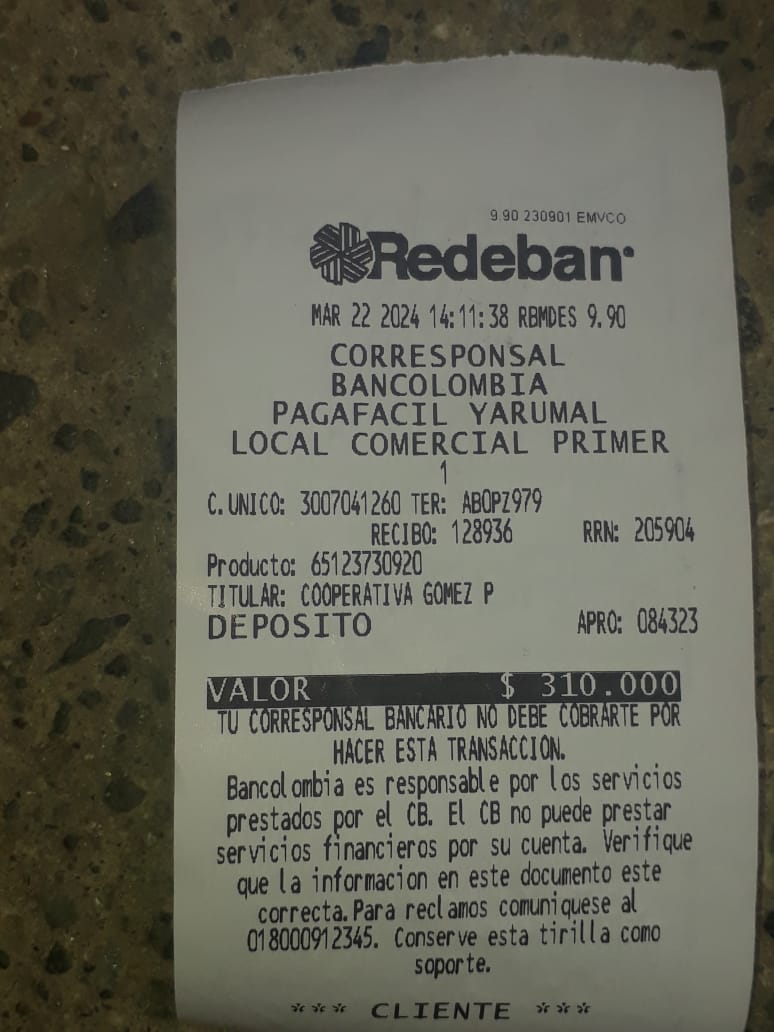 9.90 230901 EMVCO
Redeban
MAR 22 2024 14:11:38 RBMDES 9.90
CORRESPONSAL
BANCOLOMBIA
PAGAFACIL YARUMAL
LOCAL COMERCIAL PRIMER
1
C.UNICO: 3007041260 TER: ABOPZ979
RECIBO: 128936 RRN: 205904
Producto: 65123730920
TITULAR: COOPERATIVA GOMEZ P
DEPOSITO APRO: 084323
VALOR $ 310.000
TU CORRESPONSAL BANCARIO NO DEBE COBRARTE POR
HACER ESTA TRANSACCION.
Bancolombia es responsable por los servicios
prestados por el CB. El CB no puede prestar
servicios financieros por su cuenta. Verifique
que la informacion en este documento este
correcta.Para reclamos comuniquese al
018000912345. Conserve esta tirilla como
soporte.
*** CLIENTE ***